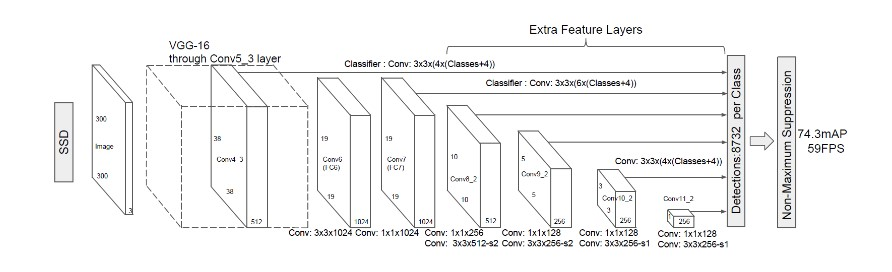 Extra Feature Layers
VGG-16
through Conv5_3 layer
Classifier : Conv: 3x3x(4x(Classes+4))
Classifier : Conv: 3x3x(6x(Classes+4))
Conv: 3x3x(4x(Classes+4))
SSD
300
Image
300
3
38
Conv4_3
38
512
19
Conv6
(FC6)
19
1024
19
Conv7
(FC7)
19
1024
10
Conv8_2
10
512
5
Conv9_2
5
256
3
Conv10_2
3
256
Conv11_2
256
Conv: 3x3x1024
Conv: 1x1x1024
Conv: 1x1x256
Conv: 3x3x512-s2
Conv: 1x1x128
Conv: 3x3x256-s2
Conv: 1x1x128
Conv: 3x3x256-s1
Conv: 1x1x128
Conv: 3x3x256-s1
Detections:8732 per Class
Non-Maximum Suppression
74.3mAP
59FPS